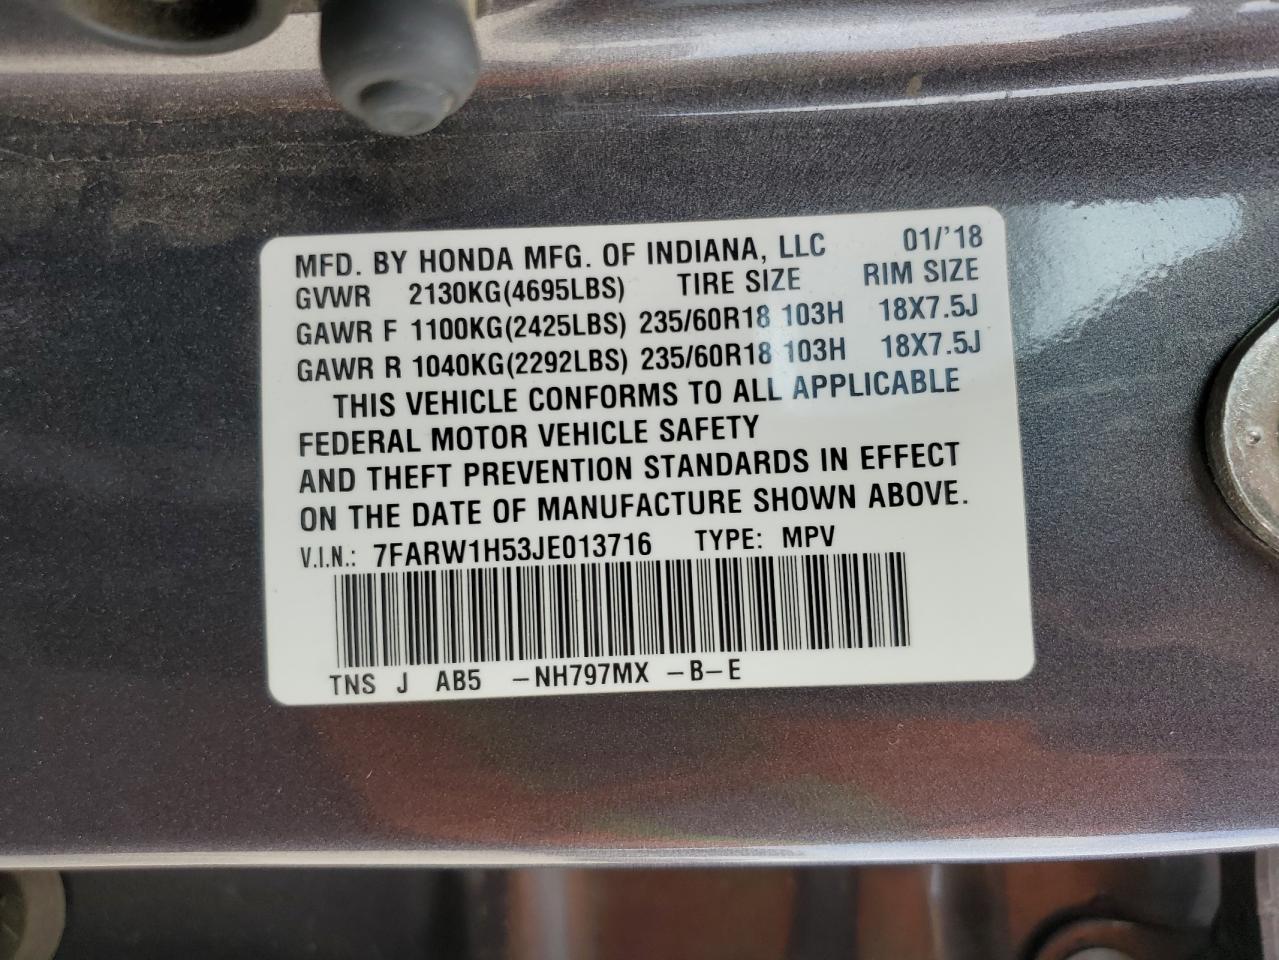 MFD. BY HONDA MFG. OF INDIANA, LLC 01/'18
GVWR 2130KG(4695LBS) TIRE SIZE RIM SIZE
GAWR F 1100KG(2425LBS) 235/60R18 103H 18X7.5J
GAWR R 1040KG(2292LBS) 235/60R18 103H 18X7.5J
THIS VEHICLE CONFORMS TO ALL APPLICABLE
FEDERAL MOTOR VEHICLE SAFETY
AND THEFT PREVENTION STANDARDS IN EFFECT
ON THE DATE OF MANUFACTURE SHOWN ABOVE.
V.I.N.: 7FARW1H53JE013716 TYPE: MPV
TNS J AB5 -NH797MX -B-E